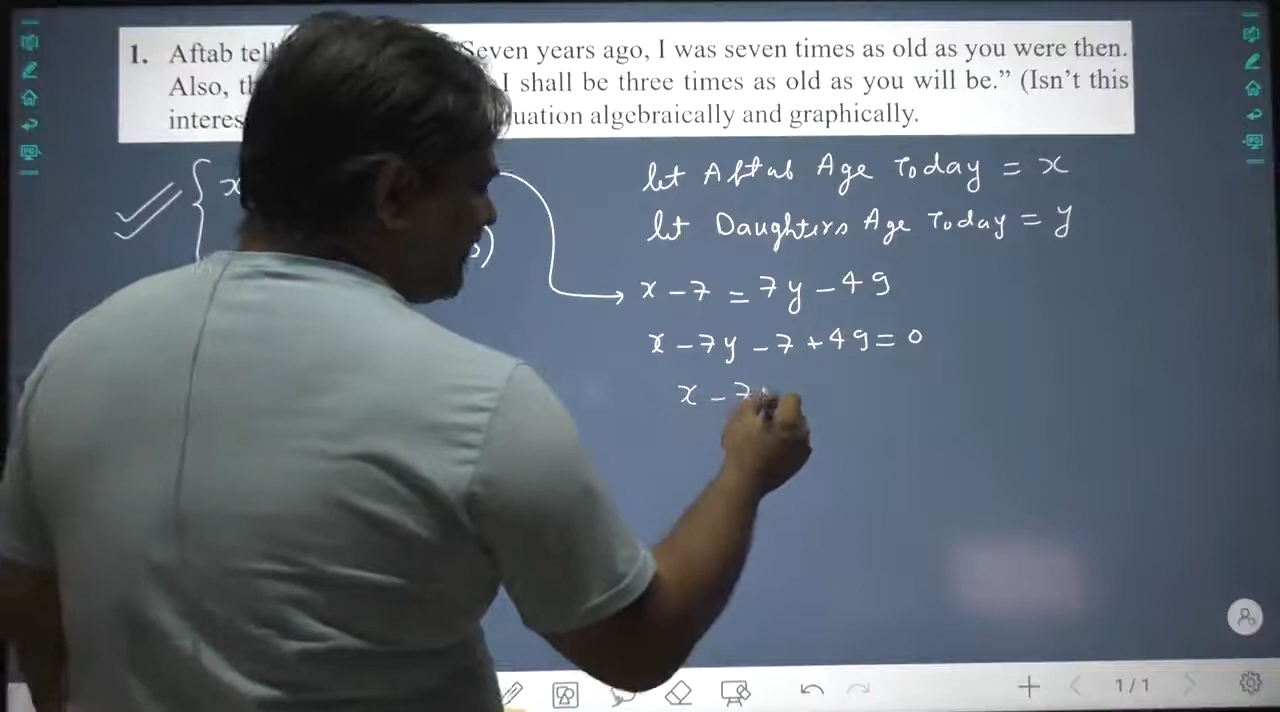 1. Aftab tell Seven years ago, I was seven times as old as you were then.
Also, th I shall be three times as old as you will be.” (Isn’t this
interes uation algebraically and graphically.
let Aftab Age Today = x
let Daughters Age Today = y
x
x - 7 = 7y - 49
x - 7y - 7 + 49 = 0
x - 7
1/1